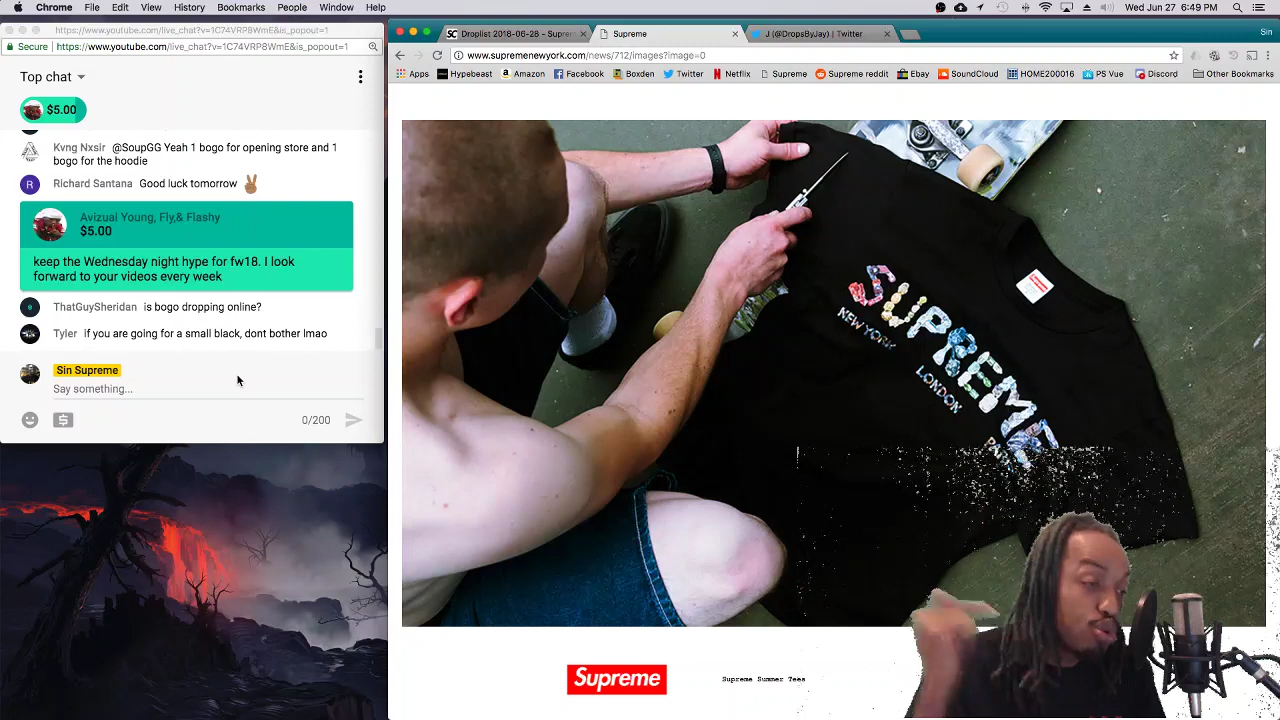 Chrome File Edit View History Bookmarks People Window Help
Wed Jun 27 6:49 PM
https://www.youtube.com/live_chat?v=1C74VRP8WmE&is_popout=1
Secure https://www.youtube.com/live_chat?v=1C74VRP8WmE&is_popout=1
Top chat
$5.00
Kvng Nxsir @SoupGG Yeah 1 bogo for opening store and 1
bogo for the hoodie
R Richard Santana Good luck tomorrow
Avizual Young, Fly,& Flashy
$5.00
keep the Wednesday night hype for fw18. I look
forward to your videos every week
ThatGuySheridan is bogo dropping online?
Tyler if you are going for a small black, dont bother lmao
Sin Supreme
Say something...
0/200
Droplist 2018-06-28 - Suprem
Supreme
J (@DropsByJay) | Twitter
Sin
www.supremenewyork.com/news/712/images?image=0
Apps Hypebeast Amazon Facebook Google Twitter Netflix Supeme Supreme reddit Ebay SoundCloud HOME20*2016 PS Vue Discord Other Bookmarks
Supreme
SUPREME
NEW YORK
LONDON
Supreme
Supreme Summer Tees